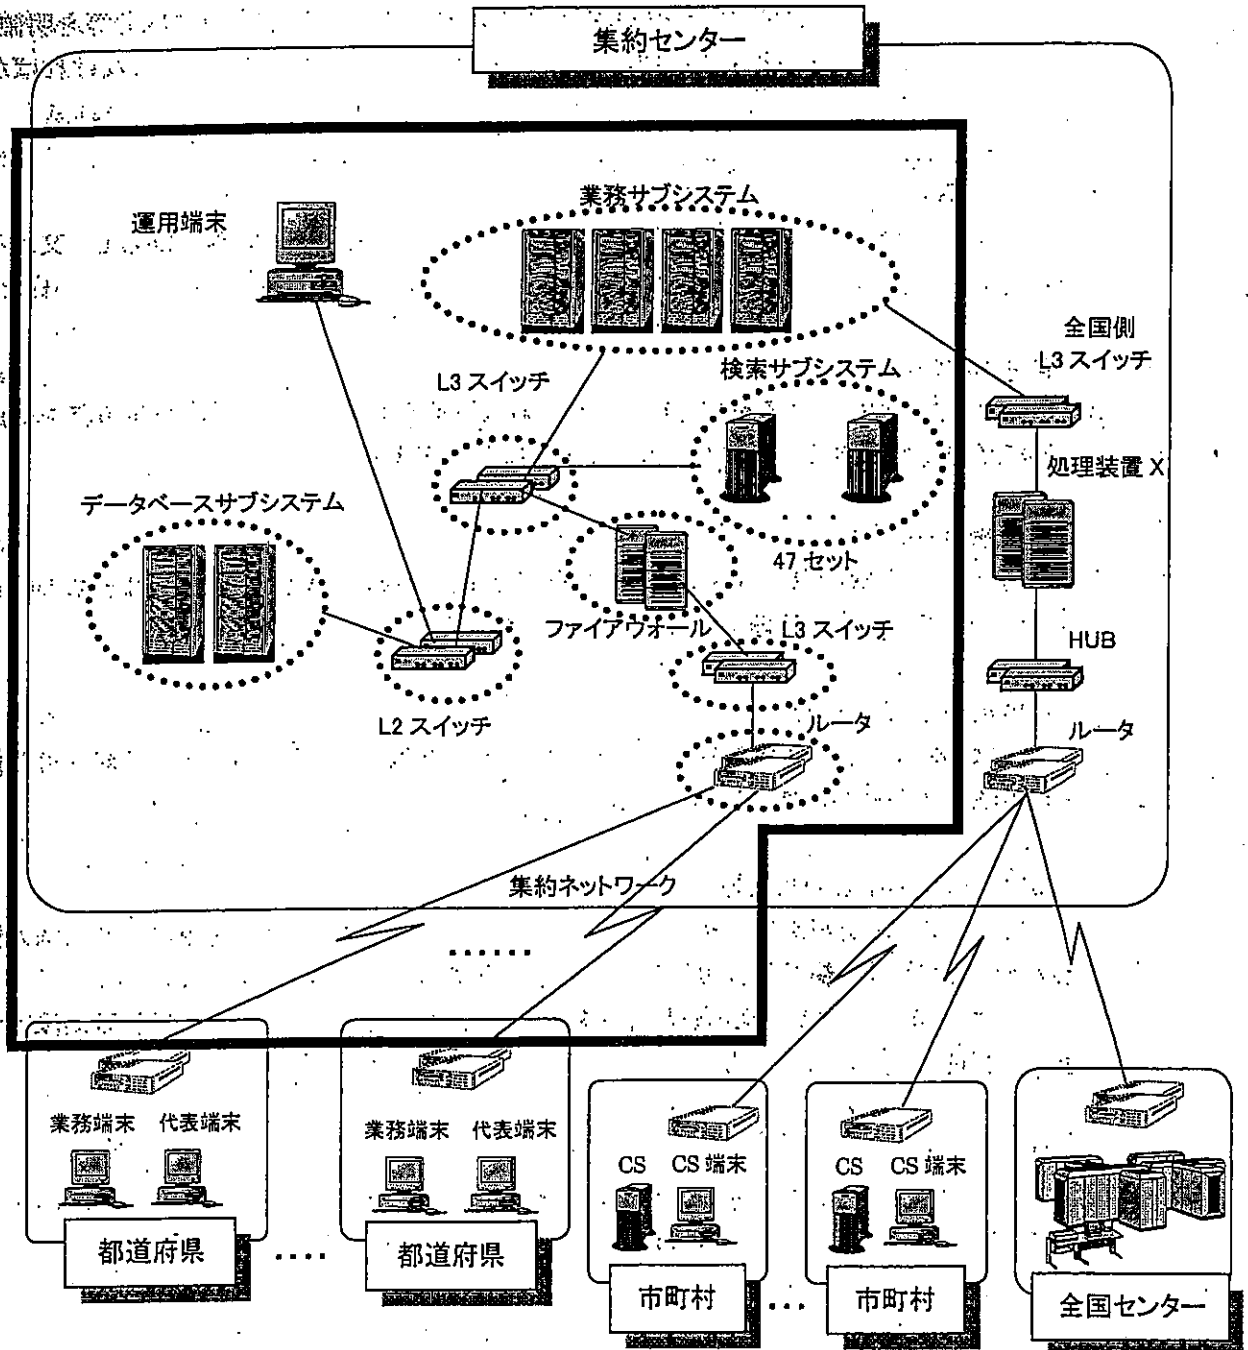 集約センター
業務サブシステム
運用端末
全国側
L3 スイッチ
検索サブシステム
L3 スイッチ
処理装置 X
データベースサブシステム
47 セット
ファイアウォール
L3 スイッチ
HUB
L2 スイッチ
ルータ
ルータ
集約ネットワーク
業務端末 代表端末
業務端末 代表端末
CS CS 端末
CS CS 端末
都道府県
都道府県
市町村
市町村
全国センター